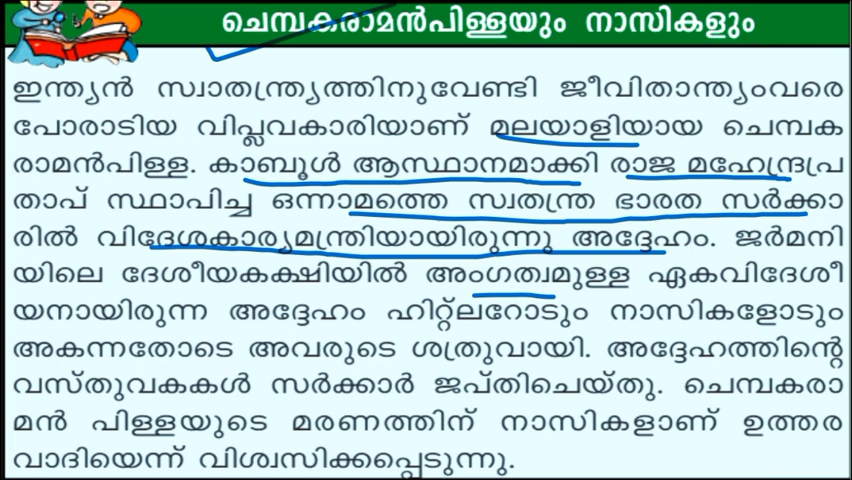 ചെമ്പകരാമൻപിള്ളയും നാസികളും
ഇന്ത്യൻ സ്വാതന്ത്ര്യത്തിനുവേണ്ടി ജീവിതാന്ത്യംവരെ
പോരാടിയ വിപ്ലവകാരിയാണ് മലയാളിയായ ചെമ്പക
രാമൻപിള്ള. കാബൂൾ ആസ്ഥാനമാക്കി രാജ മഹേന്ദ്രപ്ര
താപ് സ്ഥാപിച്ച ഒന്നാമത്തെ സ്വതന്ത്ര ഭാരത സർക്കാ
രിൽ വിദേശകാര്യമന്ത്രിയായിരുന്നു അദ്ദേഹം. ജർമനി
യിലെ ദേശീയകക്ഷിയിൽ അംഗത്വമുള്ള ഏകവിദേശീ
യനായിരുന്ന അദ്ദേഹം ഹിറ്റ്ലറോടും നാസികളോടും
അകന്നതോടെ അവരുടെ ശത്രുവായി. അദ്ദേഹത്തിന്റെ
വസ്തുവകകൾ സർക്കാർ ജപ്തിചെയ്തു. ചെമ്പകരാ
മൻ പിള്ളയുടെ മരണത്തിന് നാസികളാണ് ഉത്തര
വാദിയെന്ന് വിശ്വസിക്കപ്പെടുന്നു.